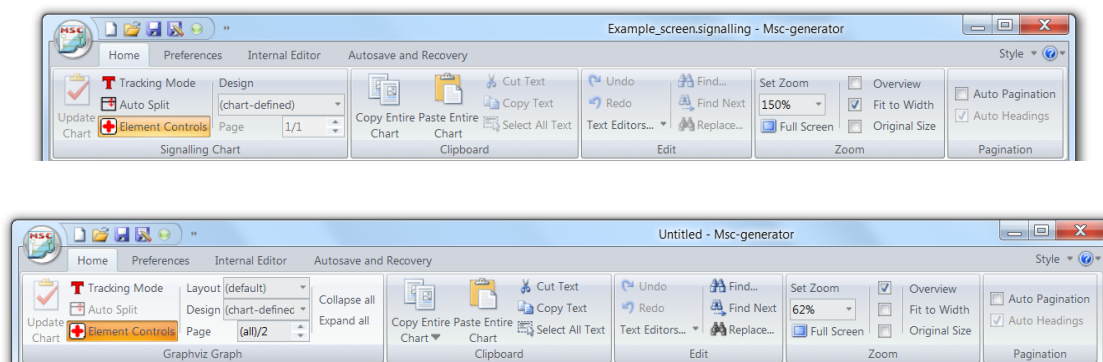 MSC
Example_screen.signalling - Msc-generator
Home Preferences Internal Editor Autosave and Recovery Style
Tracking Mode Design Cut Text Undo Find... Set Zoom Overview
Auto Split (chart-defined) Copy Text Redo Find Next 150% Fit to Width Auto Pagination
Update Chart Element Controls Page 1/1 Copy Entire Chart Paste Entire Chart Select All Text Text Editors... Replace... Full Screen Original Size Auto Headings
Signalling Chart Clipboard Edit Zoom Pagination
MSC
Untitled - Msc-generator
Home Preferences Internal Editor Autosave and Recovery Style
Tracking Mode Layout (default) Collapse all Cut Text Undo Find... Set Zoom Overview
Auto Split Design (chart-definec Expand all Copy Text Redo Find Next 62% Fit to Width Auto Pagination
Update Chart Element Controls Page (all)/2 Copy Entire Chart Paste Entire Chart Select All Text Text Editors... Replace... Full Screen Original Size Auto Headings
Graphviz Graph Clipboard Edit Zoom Pagination